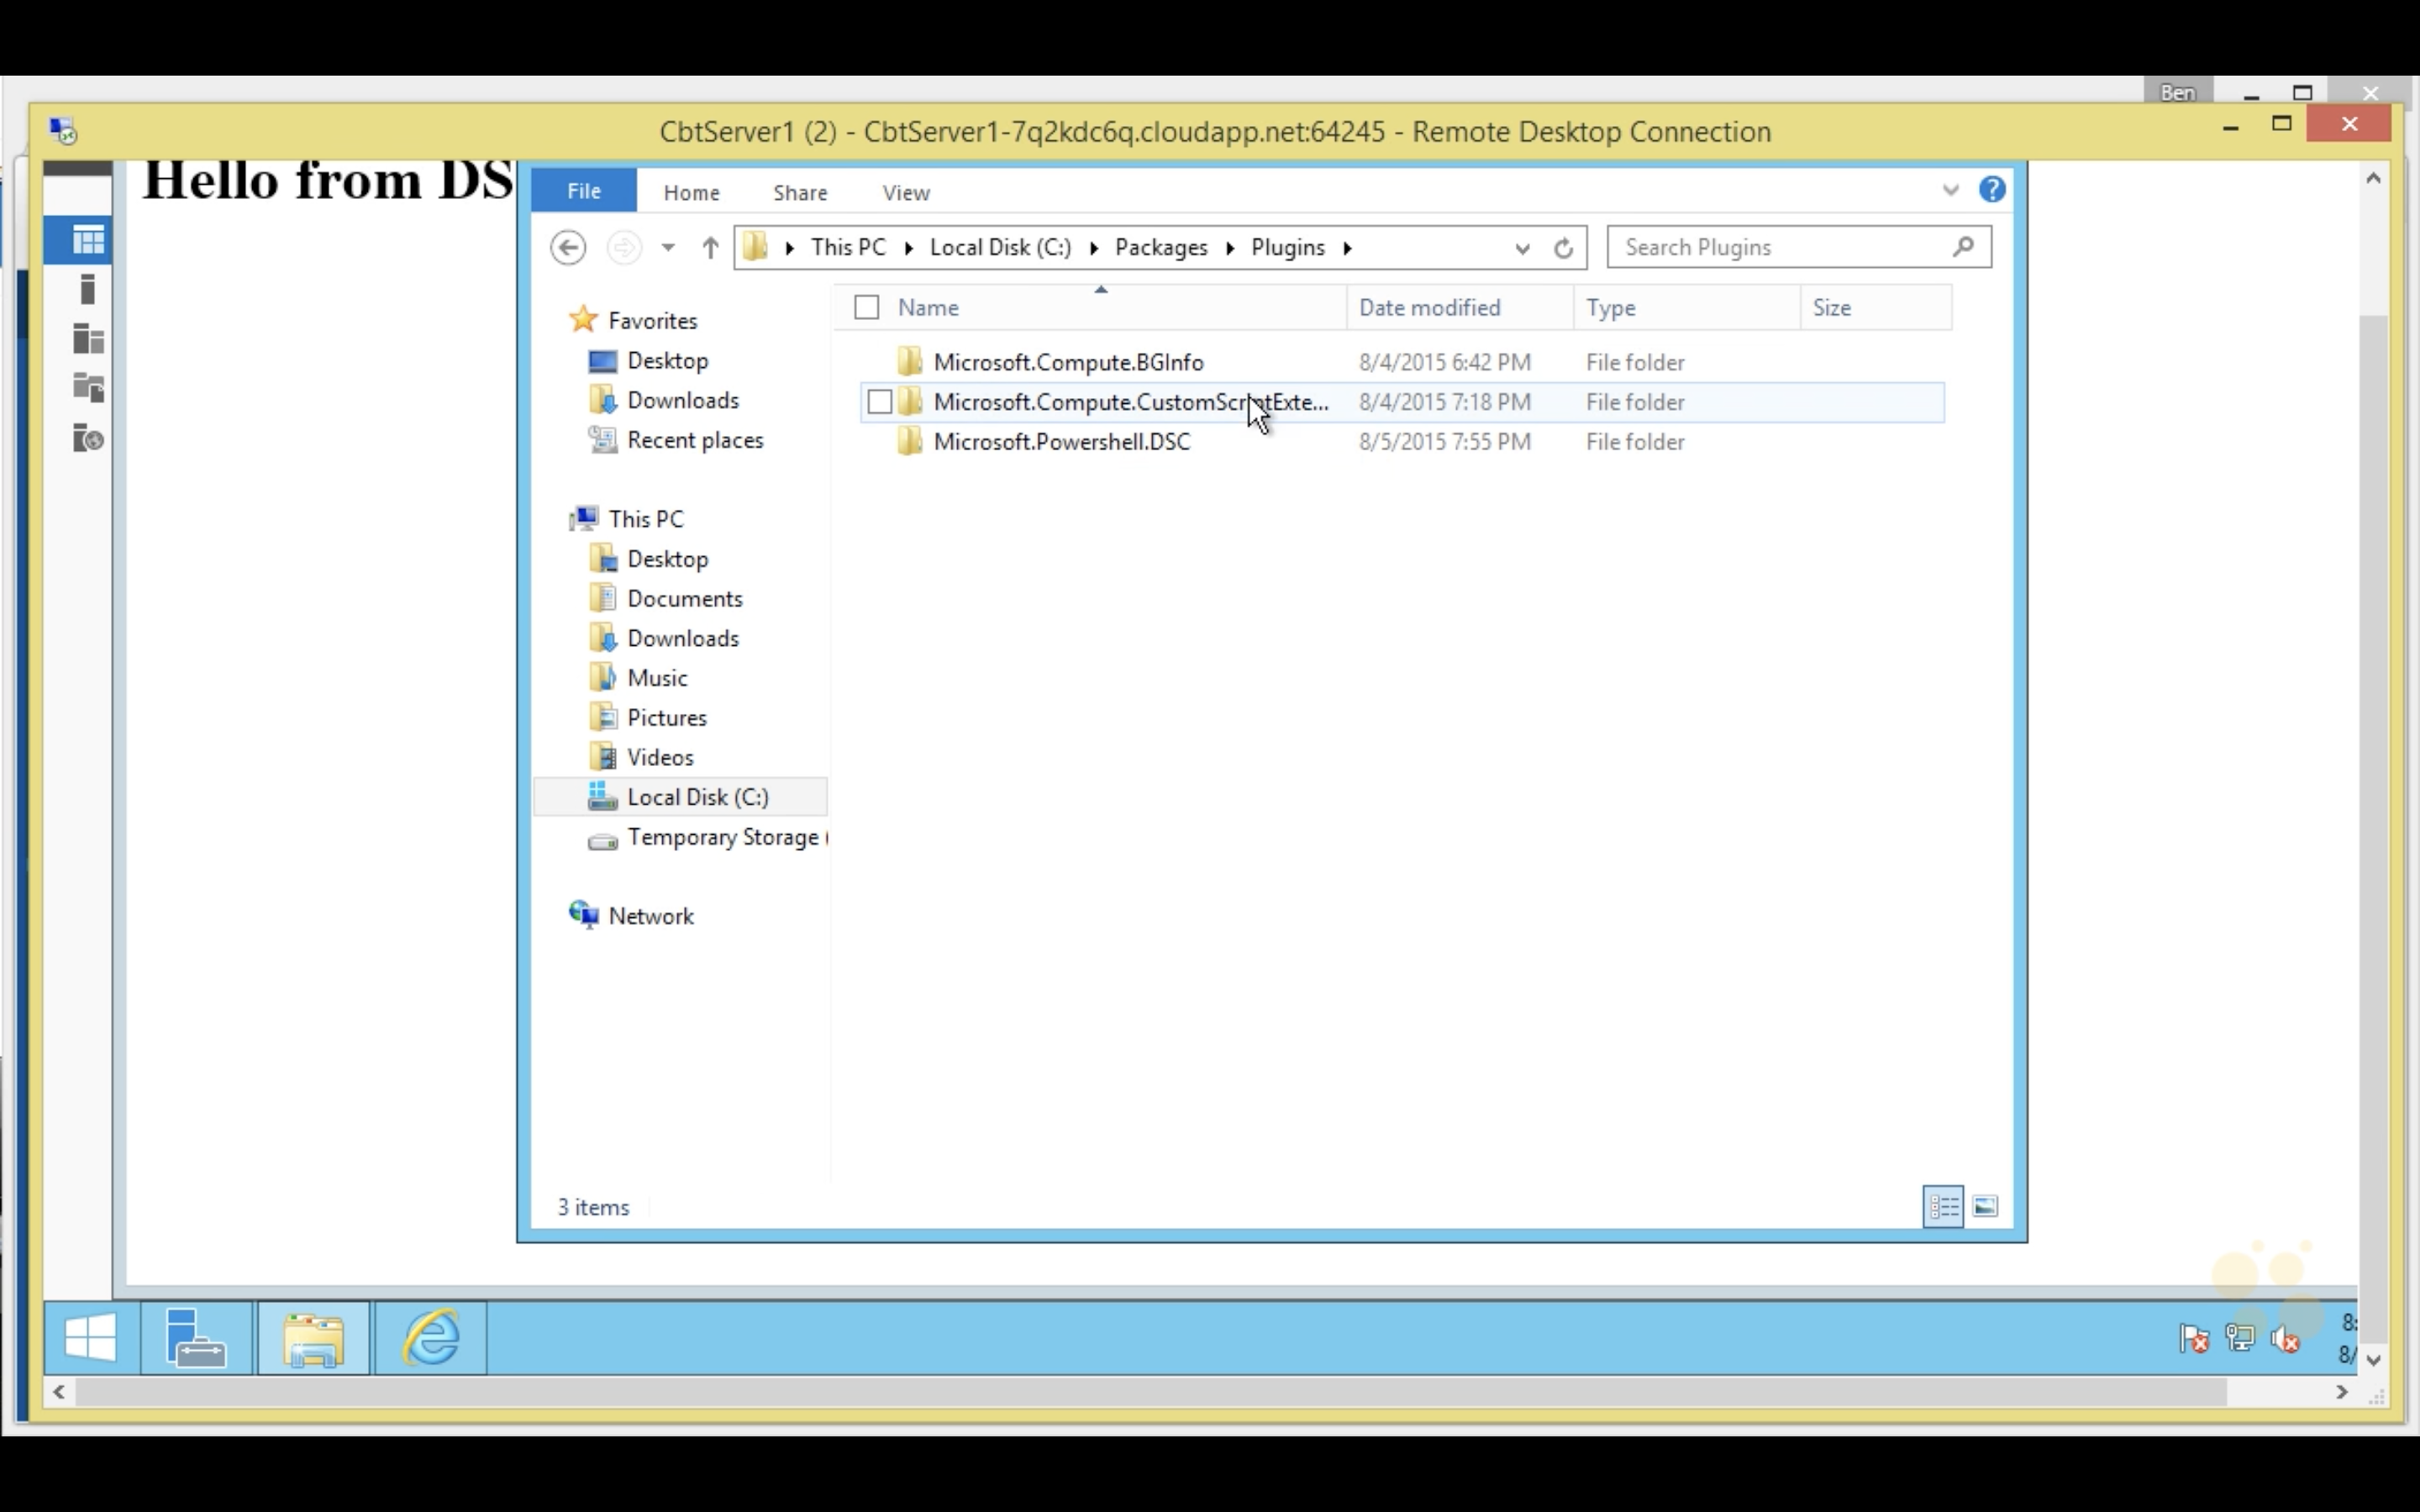 Ben
CbtServer1 (2) - CbtServer1-7q2kdc6q.cloudapp.net:64245 - Remote Desktop Connection
Hello from DS
File Home Share View
This PC Local Disk (C:) Packages Plugins
Search Plugins
Name Date modified Type Size
Microsoft.Compute.BGInfo 8/4/2015 6:42 PM File folder
Microsoft.Compute.CustomScriptExte... 8/4/2015 7:18 PM File folder
Microsoft.Powershell.DSC 8/5/2015 7:55 PM File folder
Favorites
Desktop
Downloads
Recent places
This PC
Desktop
Documents
Downloads
Music
Pictures
Videos
Local Disk (C:)
Temporary Storage (
Network
3 items
8:
8/